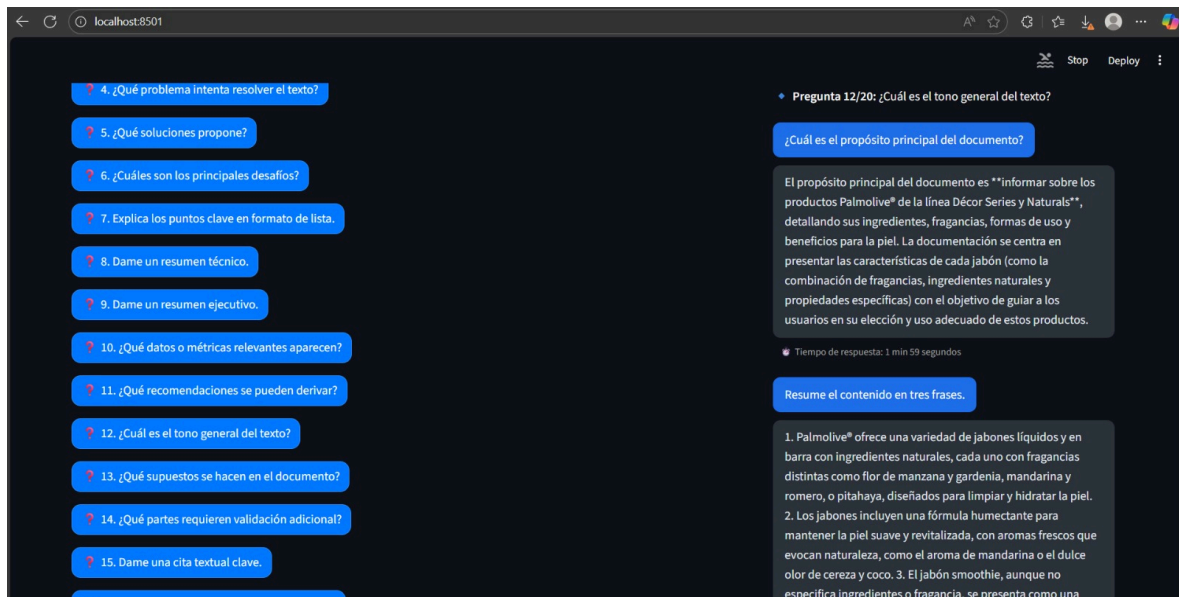 localhost:8501
Stop Deploy
4. ¿Qué problema intenta resolver el texto?
5. ¿Qué soluciones propone?
6. ¿Cuáles son los principales desafíos?
7. Explica los puntos clave en formato de lista.
8. Dame un resumen técnico.
9. Dame un resumen ejecutivo.
10. ¿Qué datos o métricas relevantes aparecen?
11. ¿Qué recomendaciones se pueden derivar?
12. ¿Cuál es el tono general del texto?
13. ¿Qué supuestos se hacen en el documento?
14. ¿Qué partes requieren validación adicional?
15. Dame una cita textual clave.
Pregunta 12/20: ¿Cuál es el tono general del texto?
¿Cuál es el propósito principal del documento?
El propósito principal del documento es **informar sobre los
productos Palmolive® de la línea Décor Series y Naturals**,
detallando sus ingredientes, fragancias, formas de uso y
beneficios para la piel. La documentación se centra en
presentar las características de cada jabón (como la
combinación de fragancias, ingredientes naturales y
propiedades específicas) con el objetivo de guiar a los
usuarios en su elección y uso adecuado de estos productos.
Tiempo de respuesta: 1 min 59 segundos
Resume el contenido en tres frases.
1. Palmolive® ofrece una variedad de jabones líquidos y en
barra con ingredientes naturales, cada uno con fragancias
distintas como flor de manzana y gardenia, mandarina y
romero, o pitahaya, diseñados para limpiar y hidratar la piel.
2. Los jabones incluyen una fórmula humectante para
mantener la piel suave y revitalizada, con aromas frescos que
evocan naturaleza, como el aroma de mandarina o el dulce
olor de cereza y coco. 3. El jabón smoothie, aunque no
especifica ingredientes o fragancia, se presenta como una